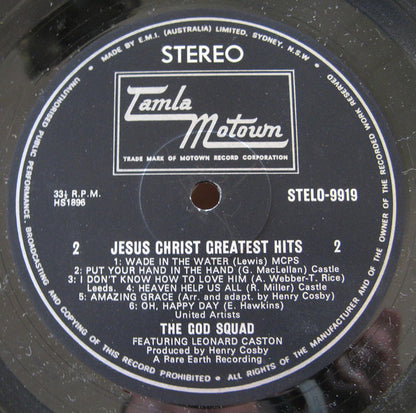 MADE BY E.M.I. (AUSTRALIA) LIMITED, SYDNEY, N.S.W.
ALL RIGHTS OF THE MANUFACTURER AND OF THE OWNER OF THE RECORDED WORK RESERVED
UNAUTHORISED PUBLIC PERFORMANCE, BROADCASTING AND COPYING OF THIS RECORD PROHIBITED
STEREO
Tamla
Motown
TRADE MARK OF MOTOWN RECORD CORPORATION
33⅓ R.P.M.
HS1896
STELO-9919
2 JESUS CHRIST GREATEST HITS 2
1: WADE IN THE WATER (Lewis) MCPS
2: PUT YOUR HAND IN THE HAND (G. MacLellan) Castle
3: I DON'T KNOW HOW TO LOVE HIM (A. Webber-T. Rice)
Leeds. 4: HEAVEN HELP US ALL (R. Miller) Castle
5: AMAZING GRACE (Arr. and adapt. by Henry Cosby)
6: OH, HAPPY DAY (E. Hawkins)
United Artists
THE GOD SQUAD
FEATURING LEONARD CASTON
Produced by Henry Cosby
A Rare Earth Recording